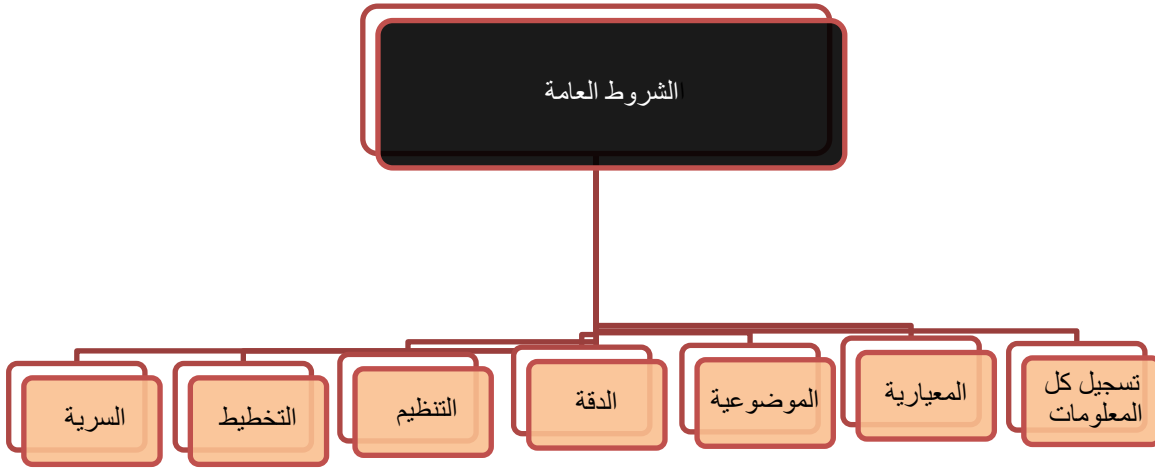 الشروط العامة
تسجيل كل
المعلومات
المعيارية
الموضوعية
الدقة
التنظيم
التخطيط
السرية